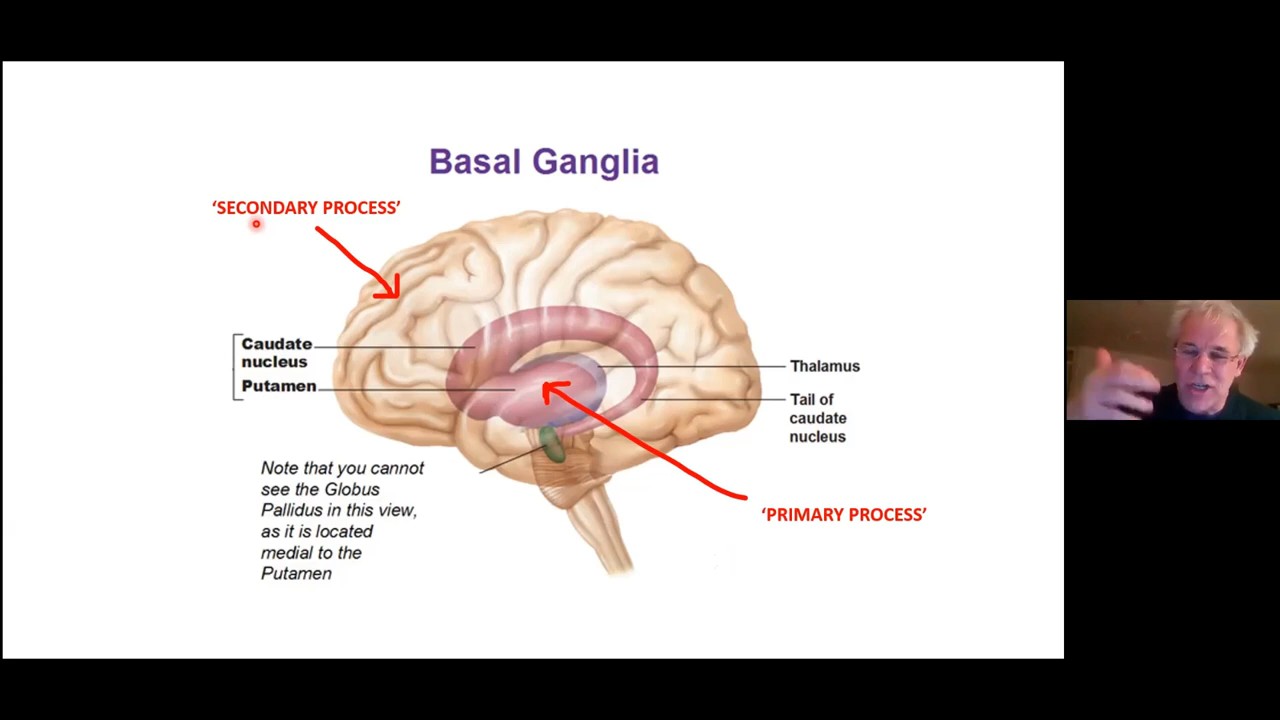 Basal Ganglia
‘SECONDARY PROCESS’
Caudate
nucleus
Putamen
Thalamus
Tail of
caudate
nucleus
Note that you cannot
see the Globus
Pallidus in this view,
as it is located
medial to the
Putamen
‘PRIMARY PROCESS’